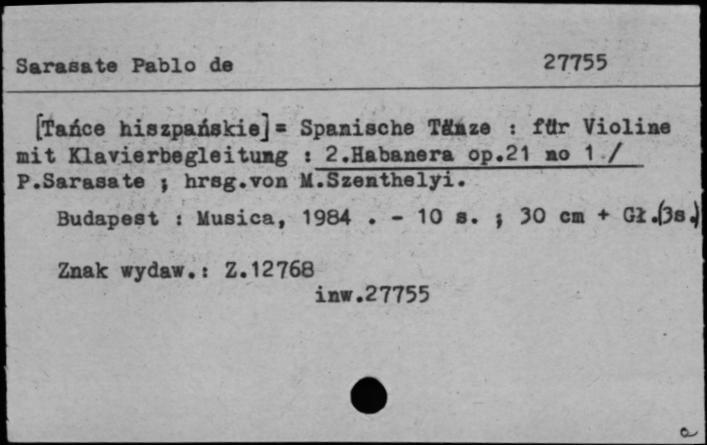 Sarasate Pablo de 27755
[Tańce hiszpańskie] = Spanische Tänze : für Violine
mit Klavierbegleitung : 2.Habanera op.21 no 1 /
P.Sarasate ; hrsg.von M.Szenthelyi.
Budapest : Musica, 1984 . - 10 s. ; 30 cm + Gł.(3s.)
Znak wydaw.: Z.12768
inw.27755
a